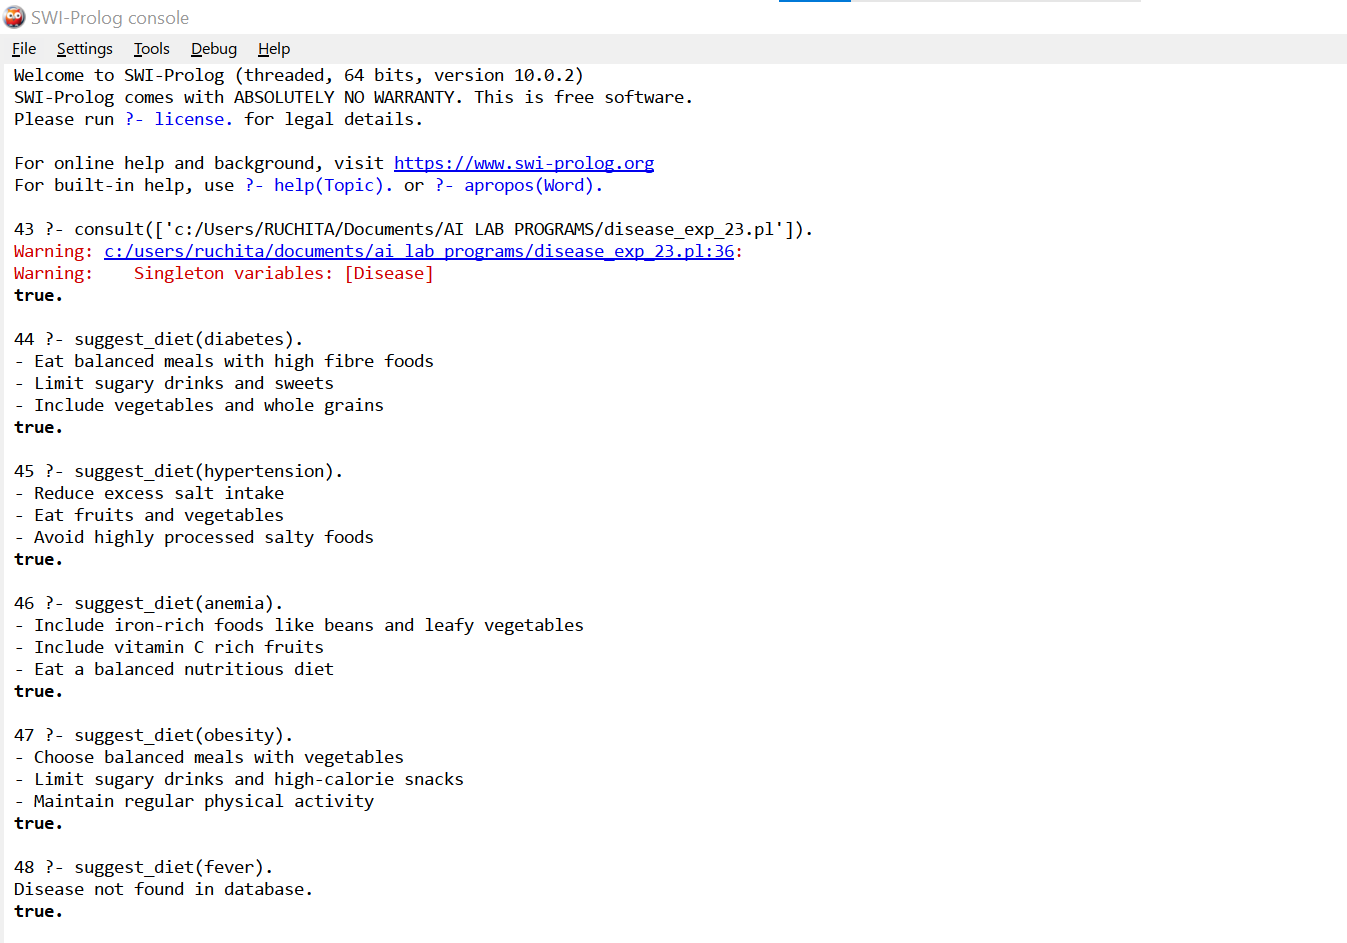 SWI-Prolog console
File Settings Tools Debug Help
Welcome to SWI-Prolog (threaded, 64 bits, version 10.0.2)
SWI-Prolog comes with ABSOLUTELY NO WARRANTY. This is free software.
Please run ?- license. for legal details.
For online help and background, visit https://www.swi-prolog.org
For built-in help, use ?- help(Topic). or ?- apropos(Word).
43 ?- consult(['c:/Users/RUCHITA/Documents/AI LAB PROGRAMS/disease_exp_23.pl']).
Warning: c:/users/ruchita/documents/ai lab programs/disease_exp_23.pl:36:
Warning:    Singleton variables: [Disease]
true.
44 ?- suggest_diet(diabetes).
- Eat balanced meals with high fibre foods
- Limit sugary drinks and sweets
- Include vegetables and whole grains
true.
45 ?- suggest_diet(hypertension).
- Reduce excess salt intake
- Eat fruits and vegetables
- Avoid highly processed salty foods
true.
46 ?- suggest_diet(anemia).
- Include iron-rich foods like beans and leafy vegetables
- Include vitamin C rich fruits
- Eat a balanced nutritious diet
true.
47 ?- suggest_diet(obesity).
- Choose balanced meals with vegetables
- Limit sugary drinks and high-calorie snacks
- Maintain regular physical activity
true.
48 ?- suggest_diet(fever).
Disease not found in database.
true.